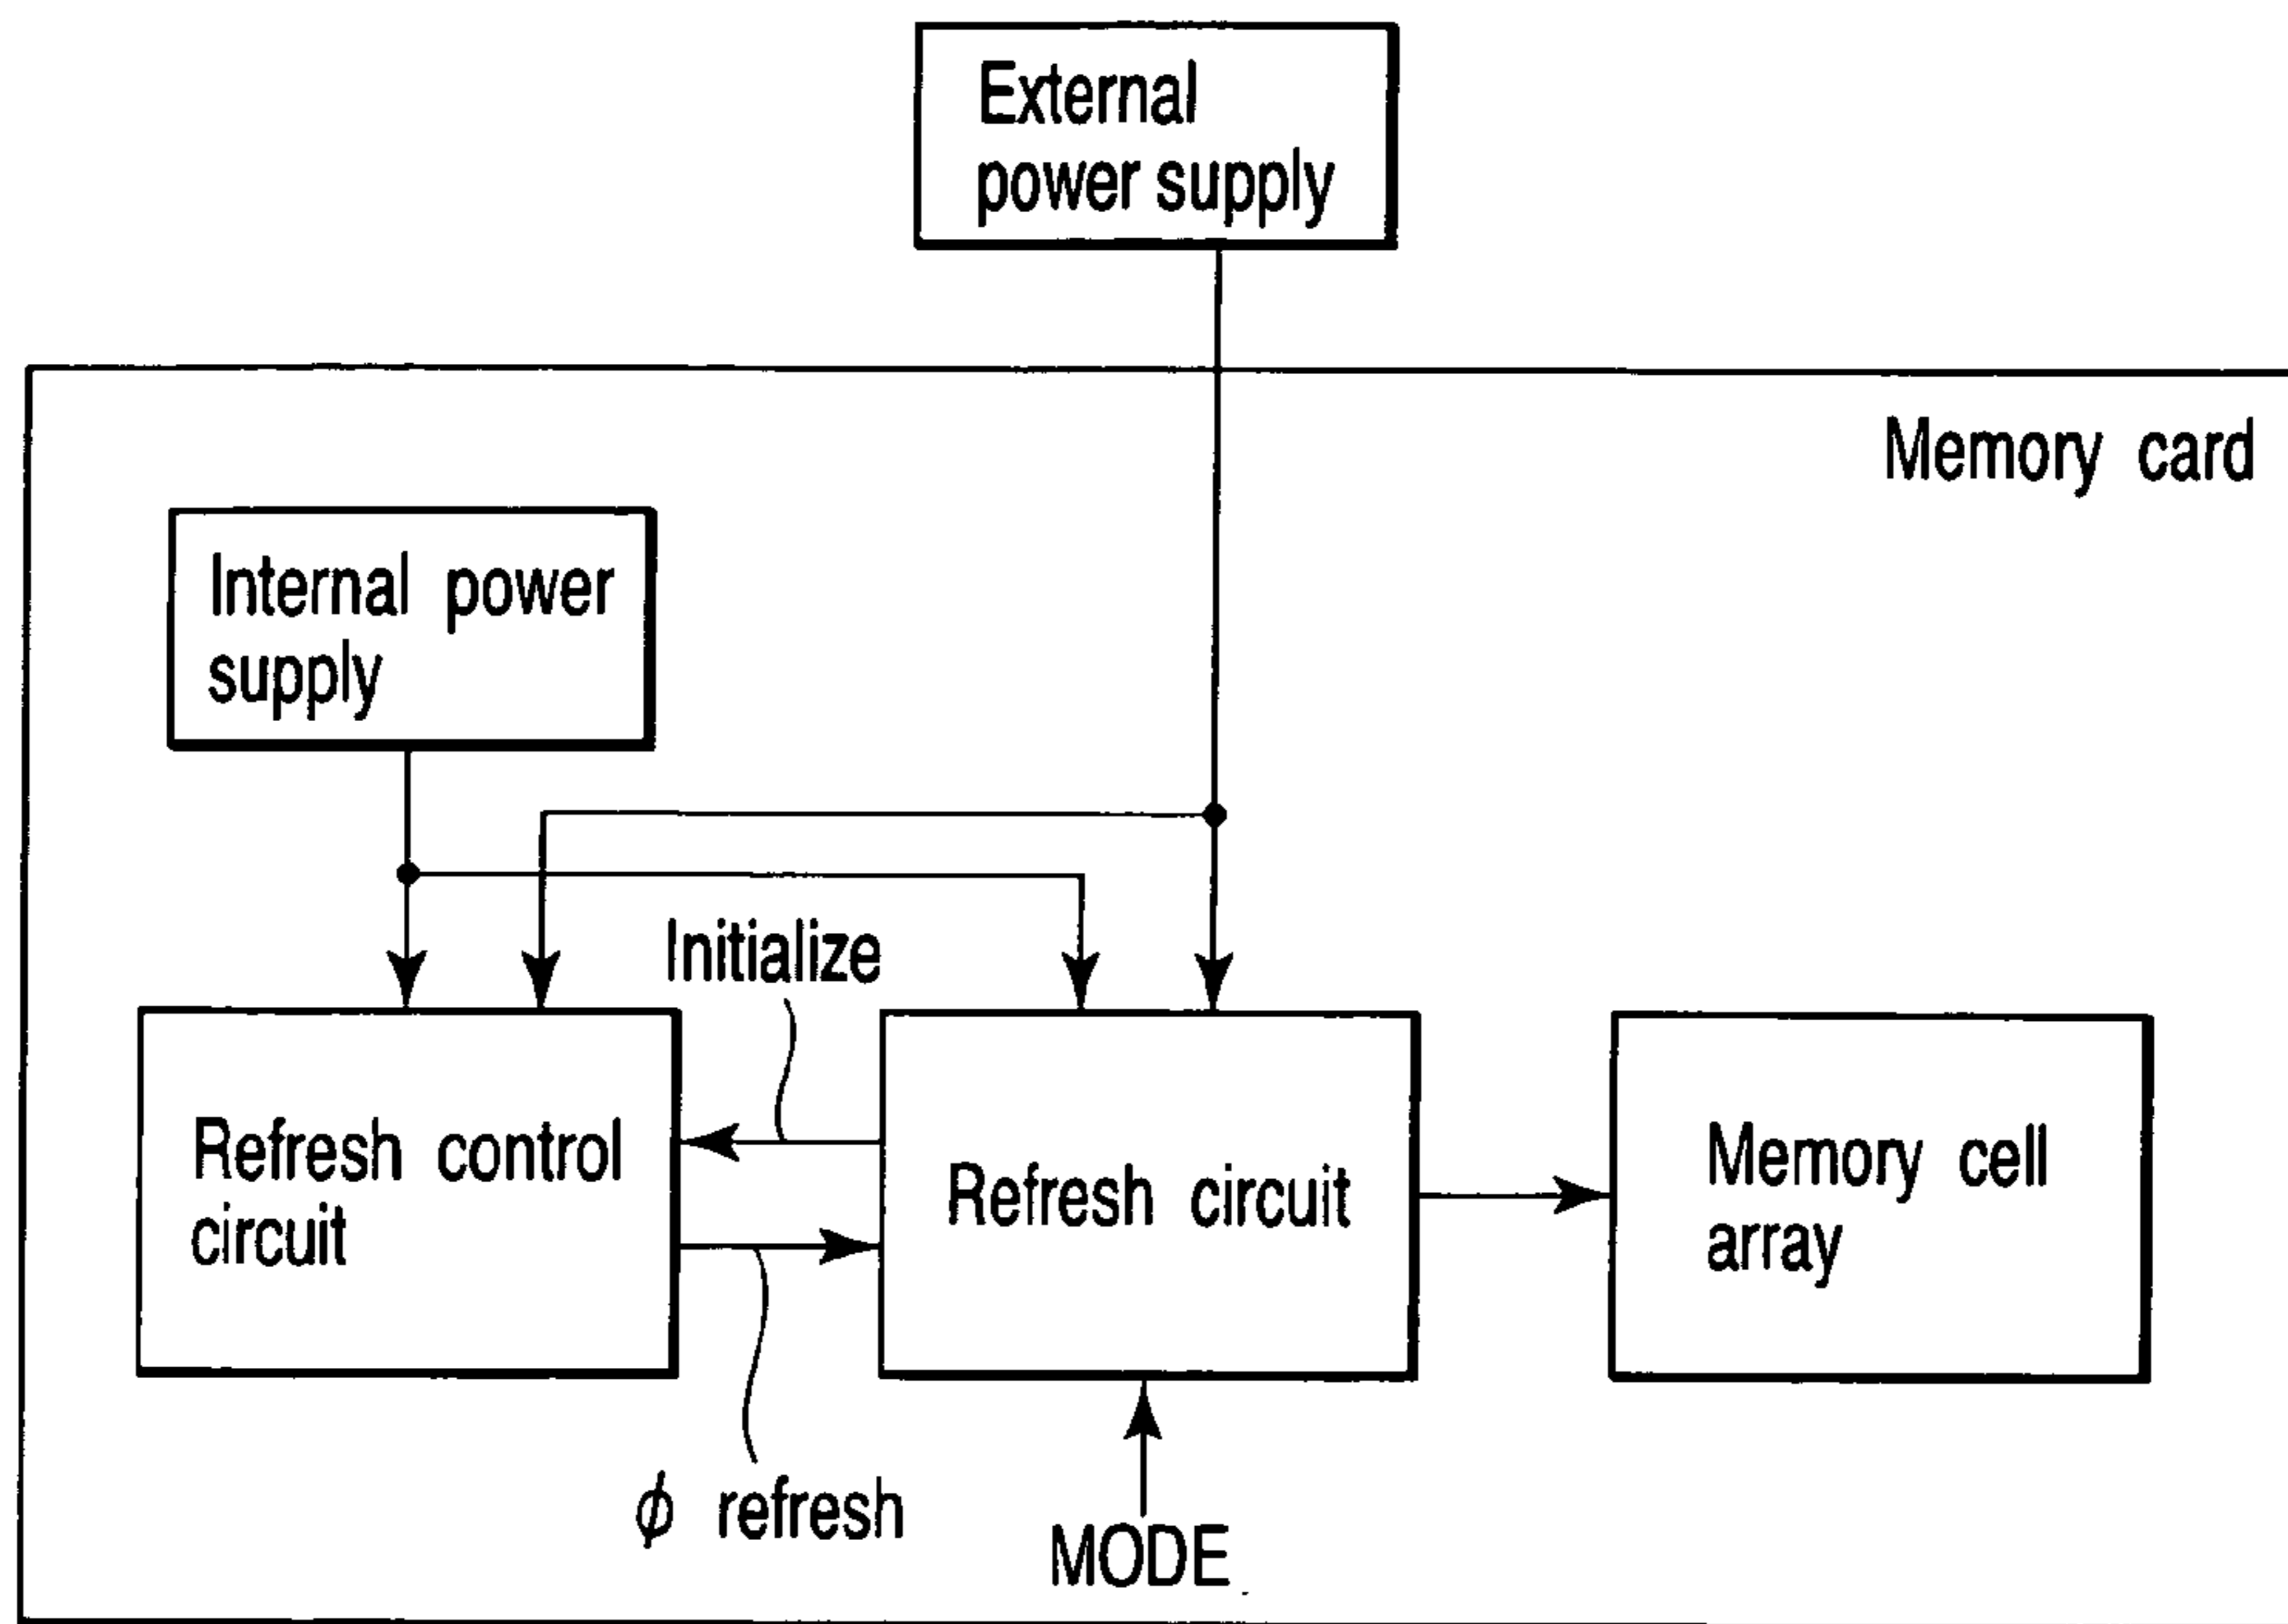 External
power supply
Memory card
Internal power
supply
Initialize
Refresh control
circuit
Refresh circuit
Memory cell
array
ϕ refresh
MODE